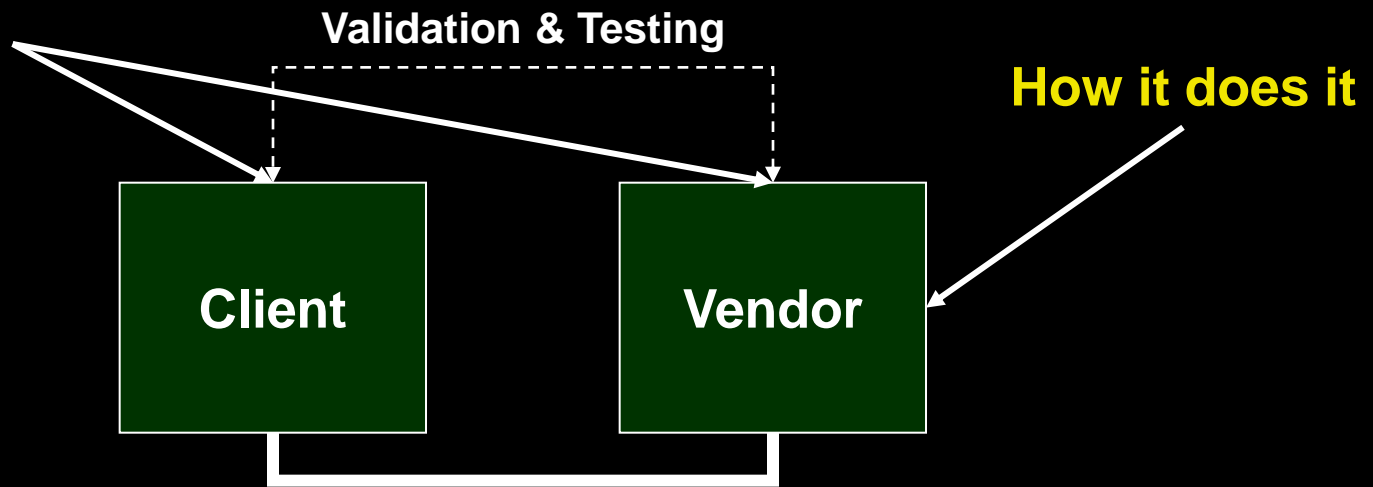 Validation & Testing
How it does it
Client
Vendor